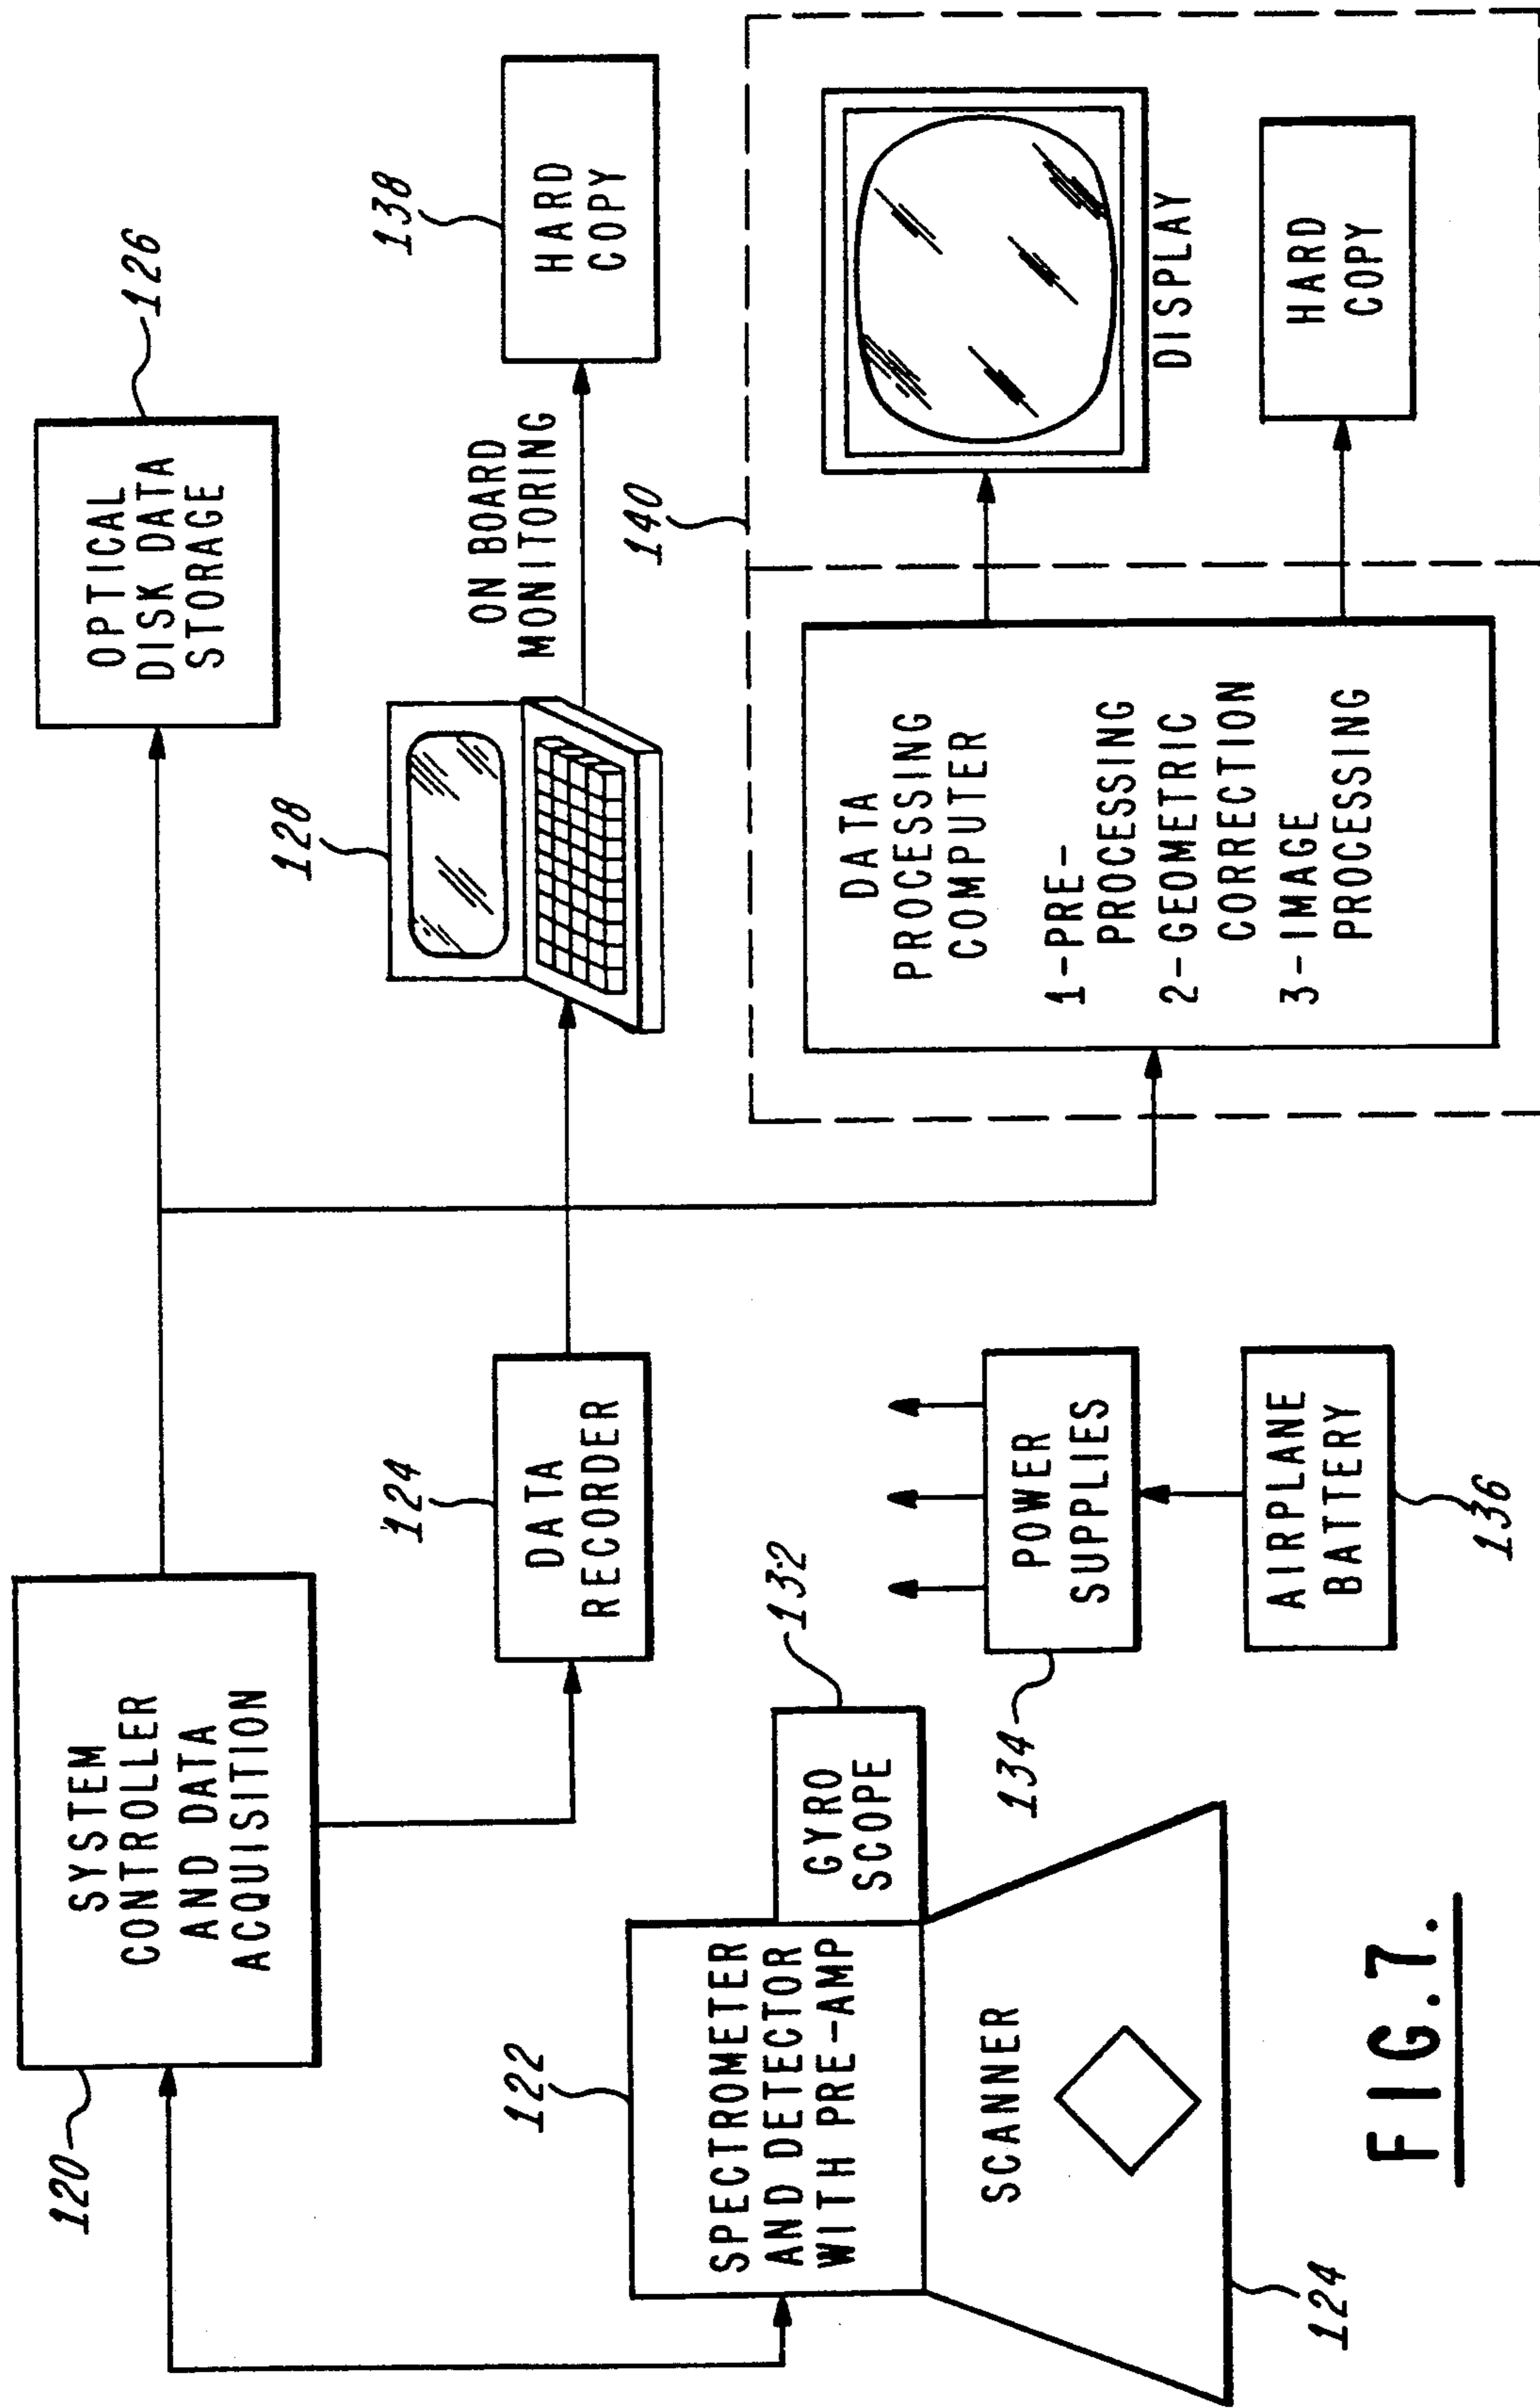 120
SYSTEM
CONTROLLER
AND DATA
ACQUISITION
OPTICAL
DISK DATA
STORAGE
126
122
SPECTROMETER
AND DETECTOR
WITH PRE-AMP
GYRO
SCOPE
132
SCANNER
124
124
DATA
RECORDER
128
ON BOARD
MONITORING
138
HARD
COPY
134
POWER
SUPPLIES
AIRPLANE
BATTERY
136
140
DATA
PROCESSING
COMPUTER
1-PRE-
PROCESSING
2-GEOMETRIC
CORRECTION
3-IMAGE
PROCESSING
DISPLAY
HARD
COPY
FIG.7.